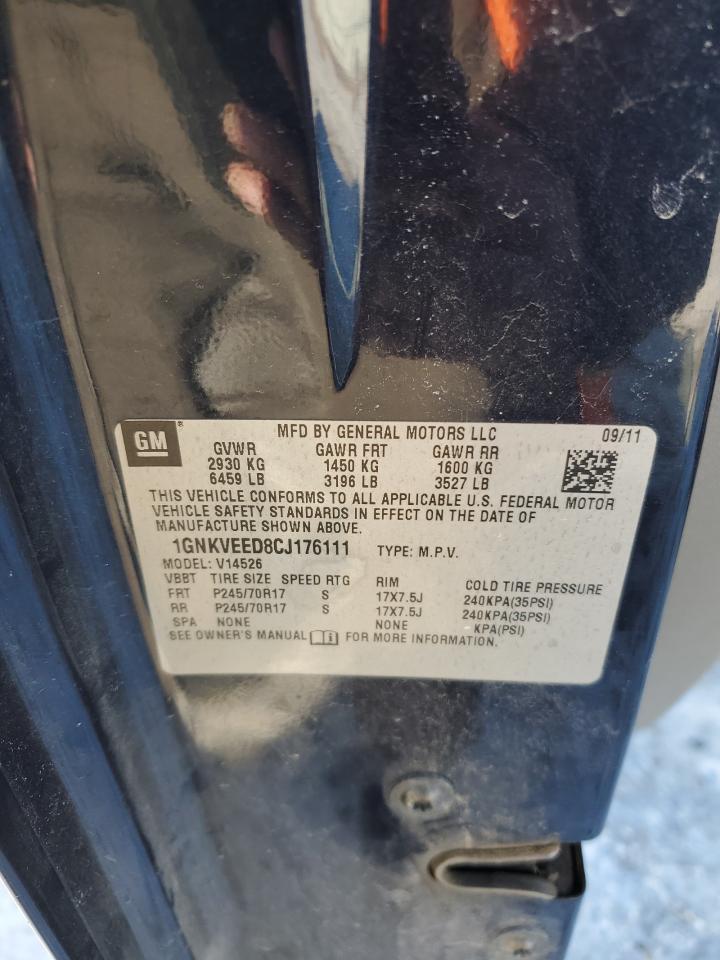 GM® MFD BY GENERAL MOTORS LLC 09/11
GVWR GAWR FRT GAWR RR
2930 KG 1450 KG 1600 KG
6459 LB 3196 LB 3527 LB
THIS VEHICLE CONFORMS TO ALL APPLICABLE U.S. FEDERAL MOTOR
VEHICLE SAFETY STANDARDS IN EFFECT ON THE DATE OF
MANUFACTURE SHOWN ABOVE.
1GNKVEED8CJ176111 TYPE: M.P.V.
MODEL: V14526
VBBT TIRE SIZE SPEED RTG RIM COLD TIRE PRESSURE
FRT P245/70R17 S 17X7.5J 240KPA(35PSI)
RR P245/70R17 S 17X7.5J 240KPA(35PSI)
SPA NONE NONE KPA(PSI)
SEE OWNER'S MANUAL FOR MORE INFORMATION.